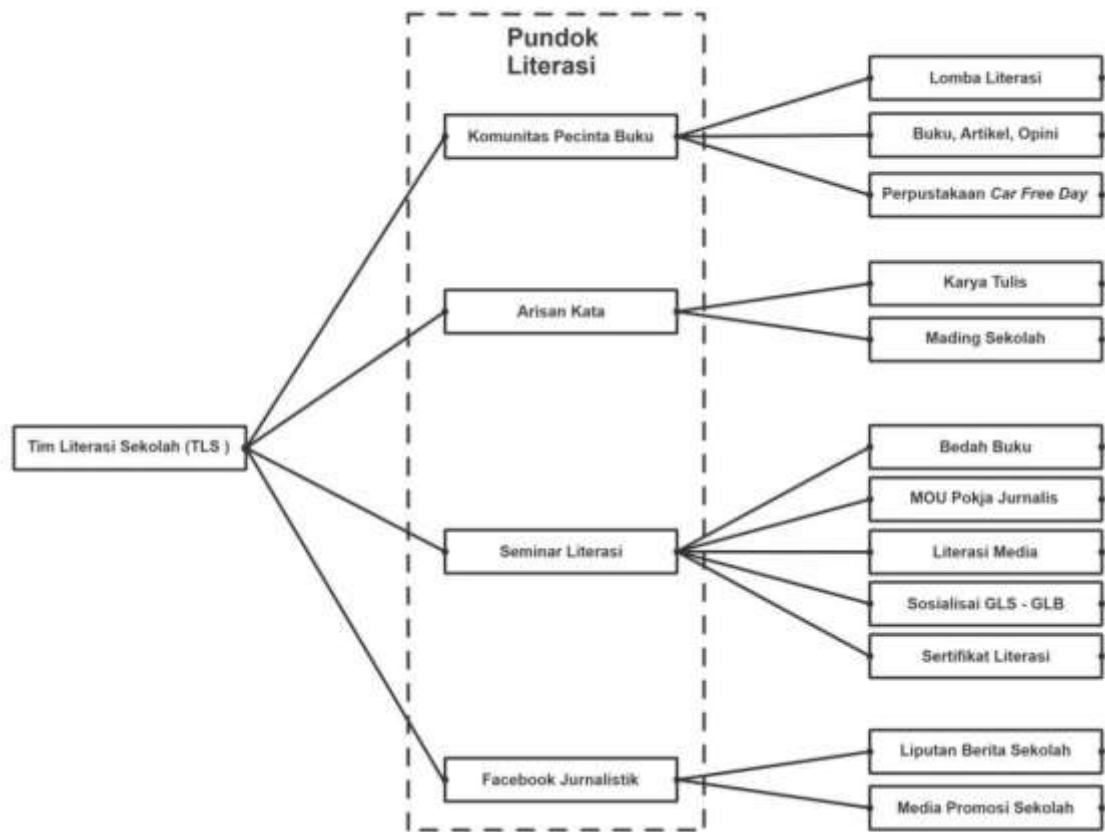 Pundok
Literasi
Tim Literasi Sekolah (TLS )
Komunitas Pecinta Buku
Lomba Literasi
Buku, Artikel, Opini
Perpustakaan Car Free Day
Arisan Kata
Karya Tulis
Mading Sekolah
Seminar Literasi
Bedah Buku
MOU Pokja Jurnalis
Literasi Media
Sosialisai GLS - GLB
Sertifikat Literasi
Facebook Jurnalistik
Liputan Berita Sekolah
Media Promosi Sekolah